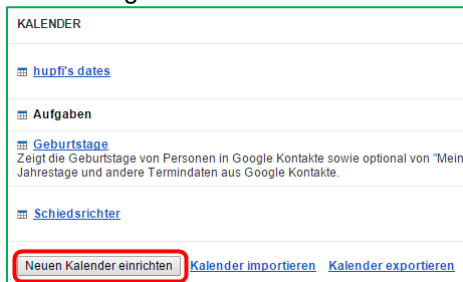 KALENDER
hupfi's dates
Aufgaben
Geburtstage
Zeigt die Geburtstage von Personen in Google Kontakte sowie optional von "Mein
Jahrestage und andere Termindaten aus Google Kontakte.
Schiedsrichter
Neuen Kalender einrichten Kalender importieren Kalender exportieren